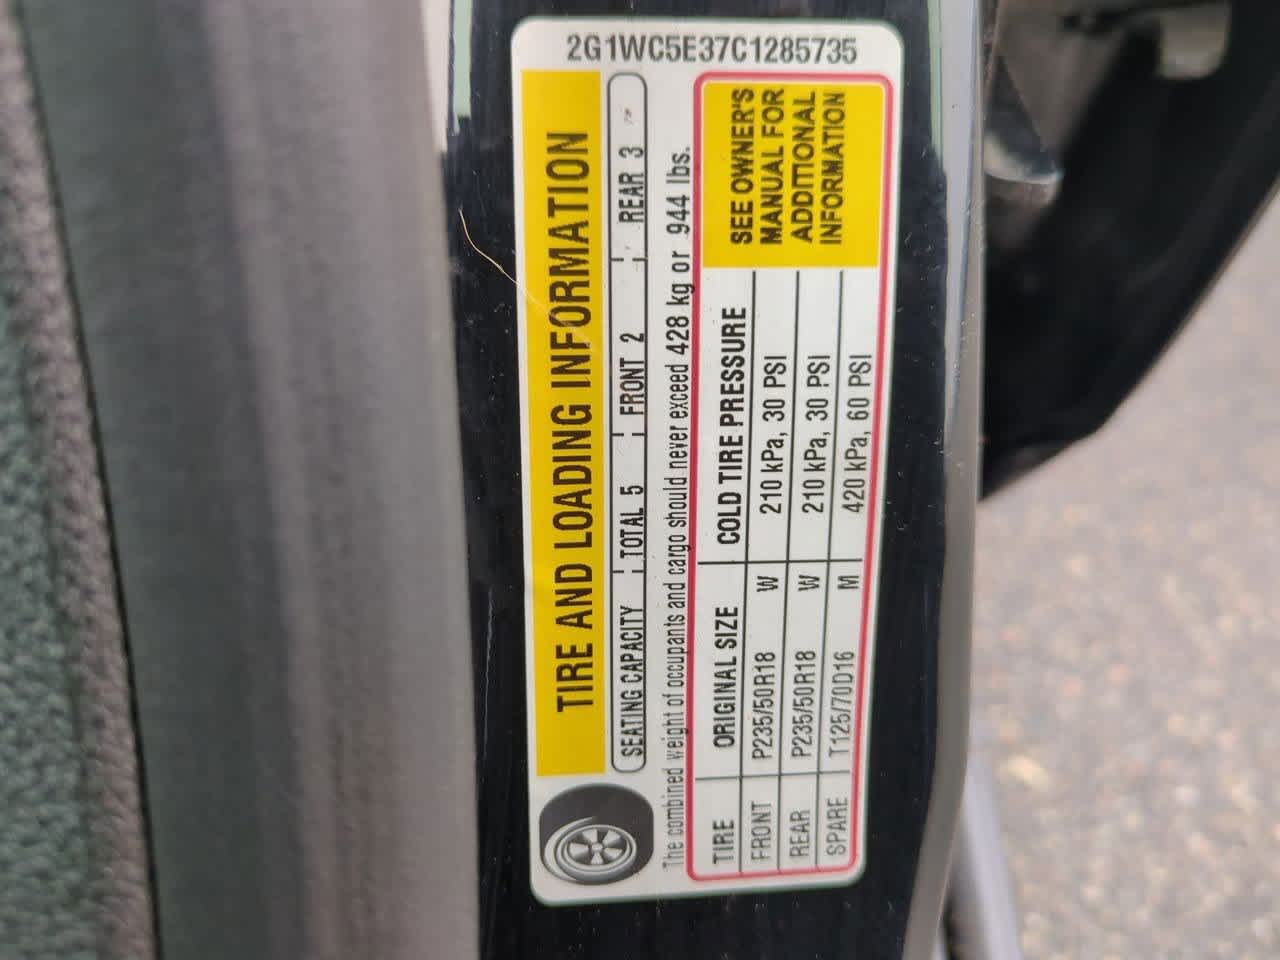 2G1WC5E37C1285735
TIRE AND LOADING INFORMATION
SEATING CAPACITY TOTAL 5 FRONT 2 REAR 3
The combined weight of occupants and cargo should never exceed 428 kg or 944 lbs.
TIRE ORIGINAL SIZE COLD TIRE PRESSURE
FRONT P235/50R18 W 210 kPa, 30 PSI
REAR P235/50R18 W 210 kPa, 30 PSI
SPARE T125/70D16 M 420 kPa, 60 PSI
SEE OWNER'S
MANUAL FOR
ADDITIONAL
INFORMATION